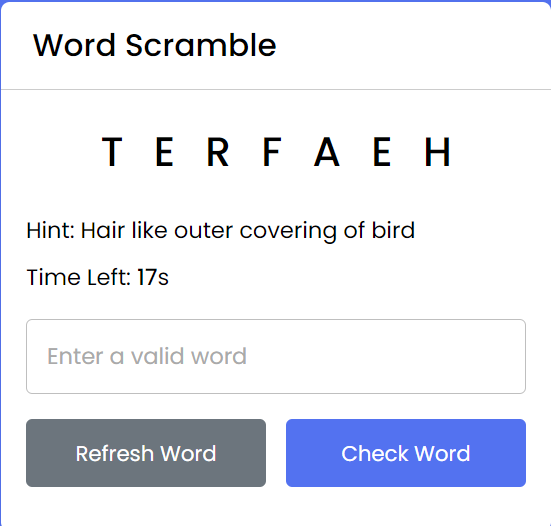 Word Scramble
T E R F A E H
Hint: Hair like outer covering of bird
Time Left: 17s
Enter a valid word
Refresh Word Check Word